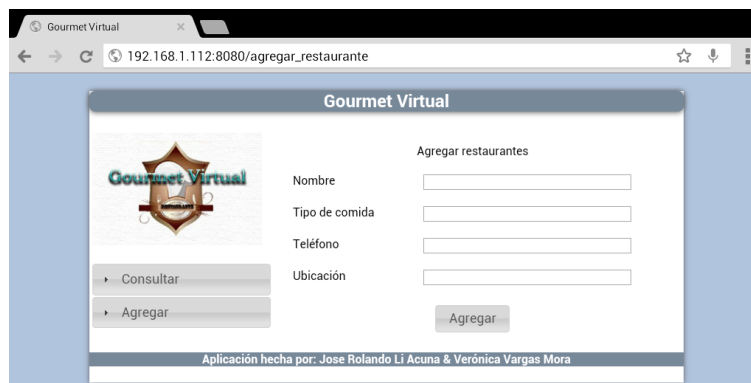 Gourmet Virtual
192.168.1.112:8080/agregar_restaurante
Gourmet Virtual
Gourmet Virtual
Agregar restaurantes
Nombre
Tipo de comida
Teléfono
Ubicación
Consultar
Agregar
Agregar
Aplicación hecha por: Jose Rolando Li Acuna & Verónica Vargas Mora